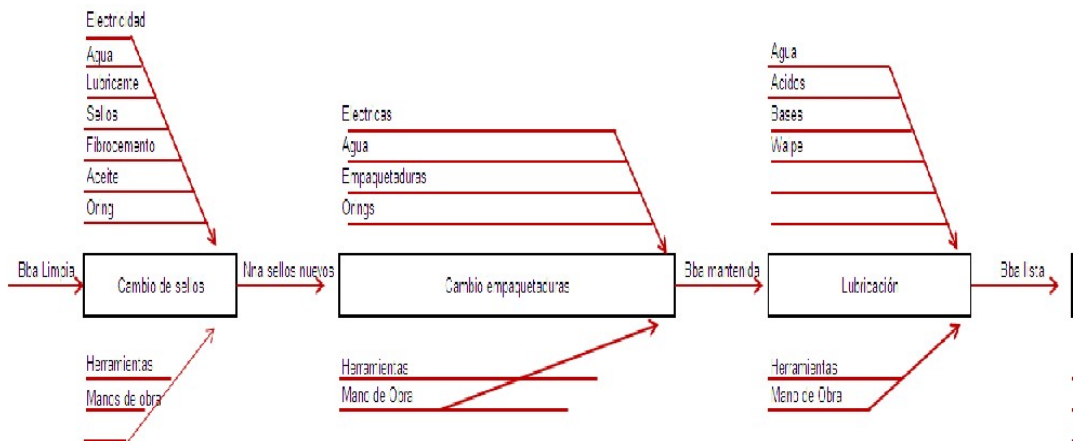 Electricidad
Agua
Lubricante
Sellos
Fibrocemento
Aceite
Oring
Bba Limpia
Cambio de sellos
Herramientas
Manos de obra
Nna sellos nuevos
Electricas
Agua
Empaquetaduras
Orings
Cambio empaquetaduras
Herramientas
Mano de Obra
Bba mantenida
Agua
Acidos
Bases
Waipe
Lubricación
Herramientas
Mano de Obra
Bba lista